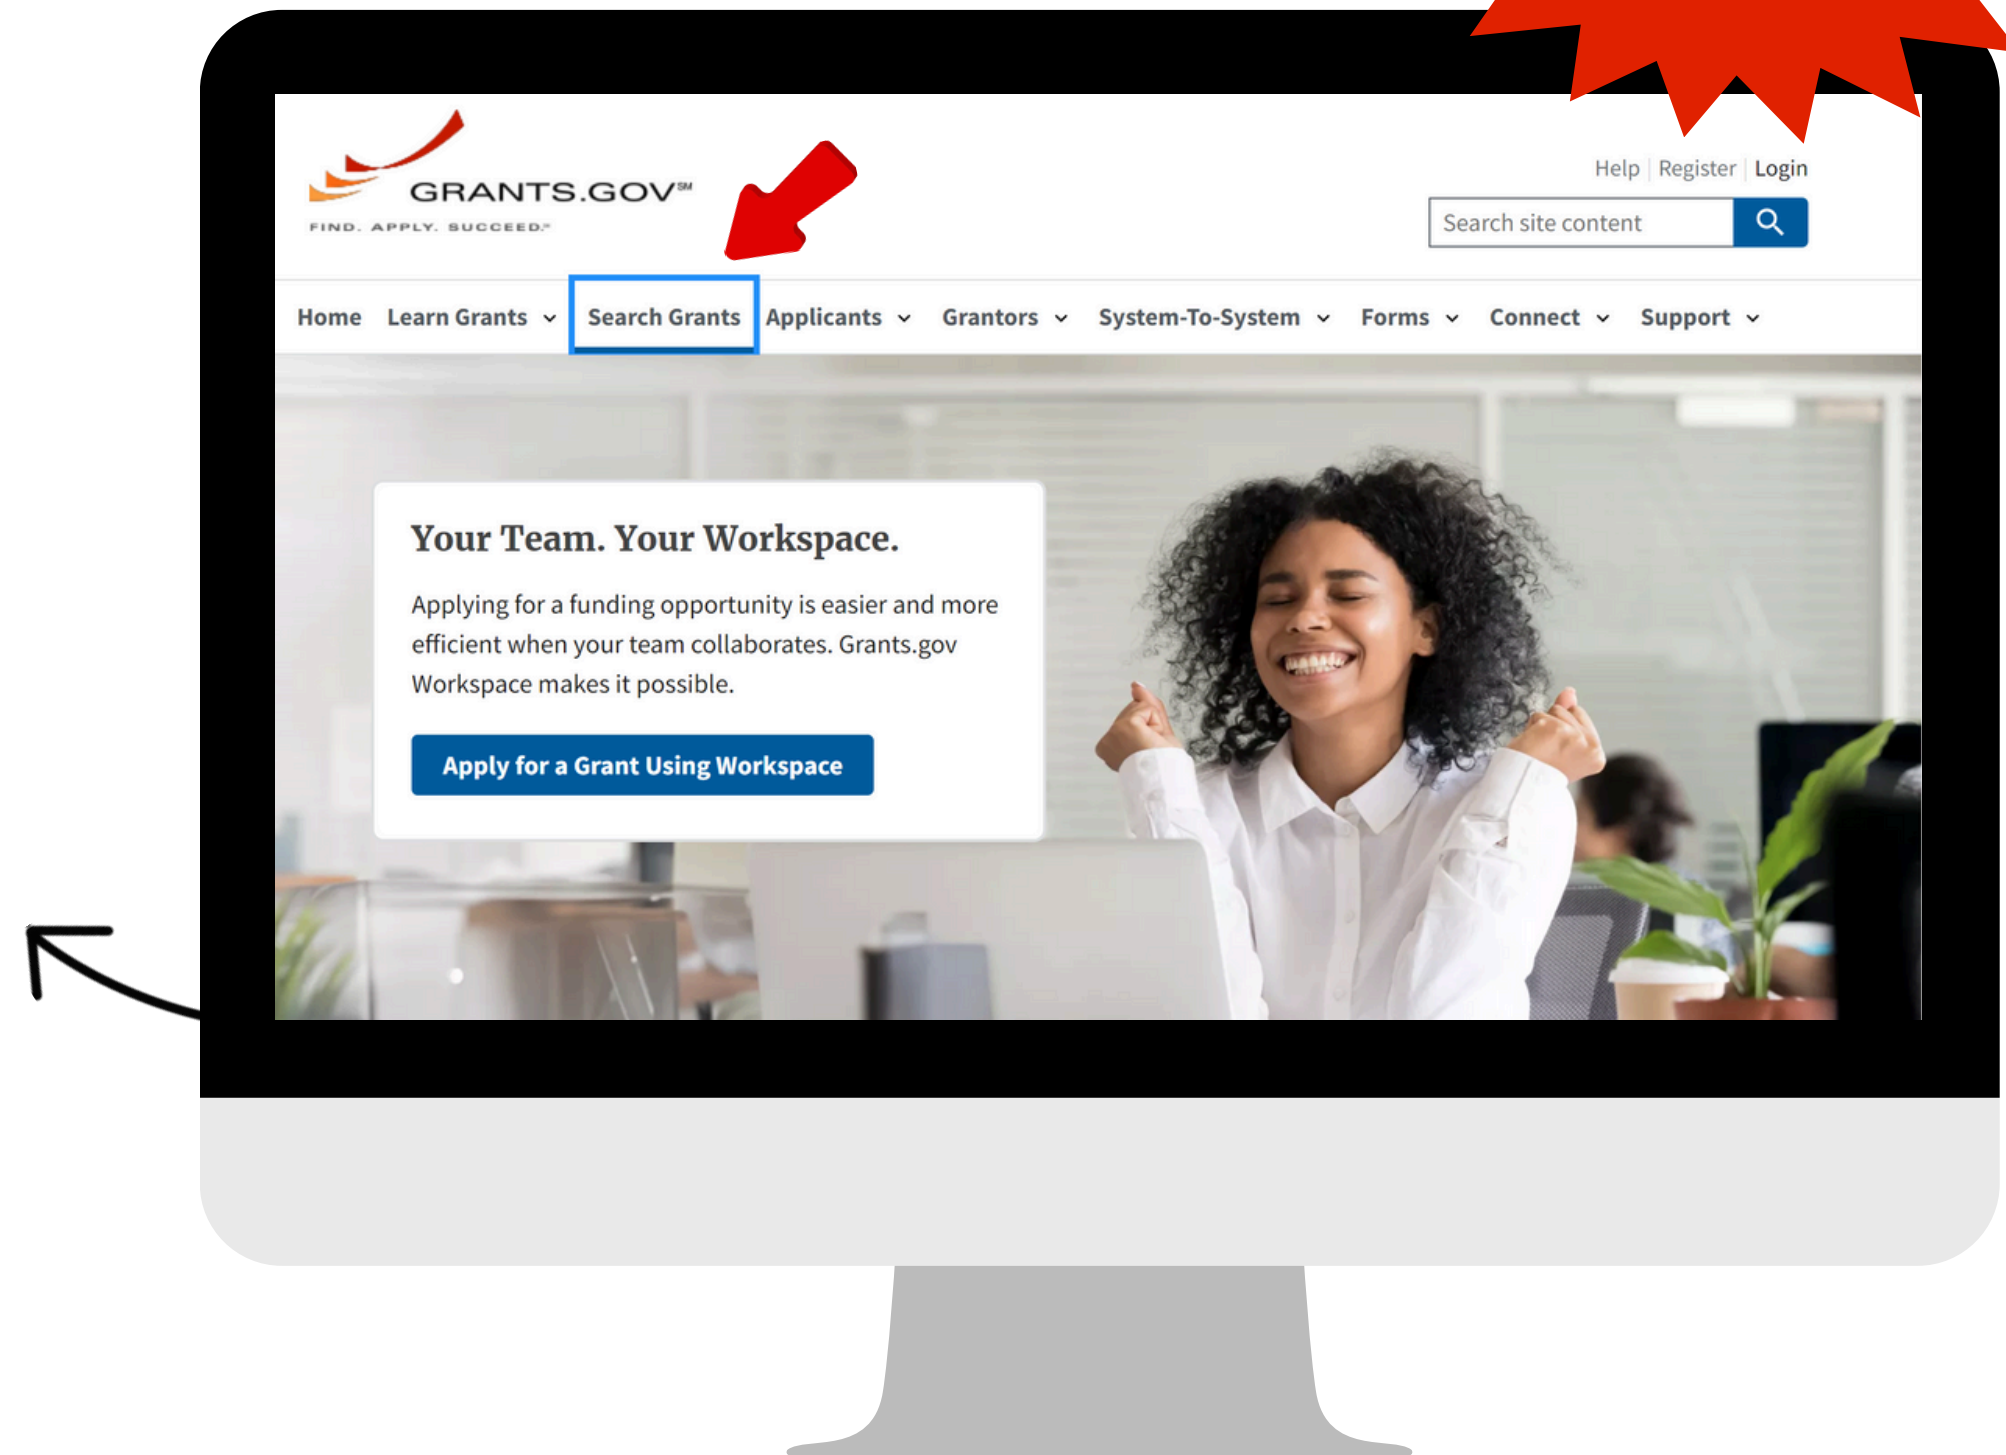 GRANTS.GOV℠
FIND. APPLY. SUCCEED.℠
Help | Register | Login
Search site content
Home Learn Grants Search Grants Applicants Grantors System-To-System Forms Connect Support
Your Team. Your Workspace.
Applying for a funding opportunity is easier and more
efficient when your team collaborates. Grants.gov
Workspace makes it possible.
Apply for a Grant Using Workspace